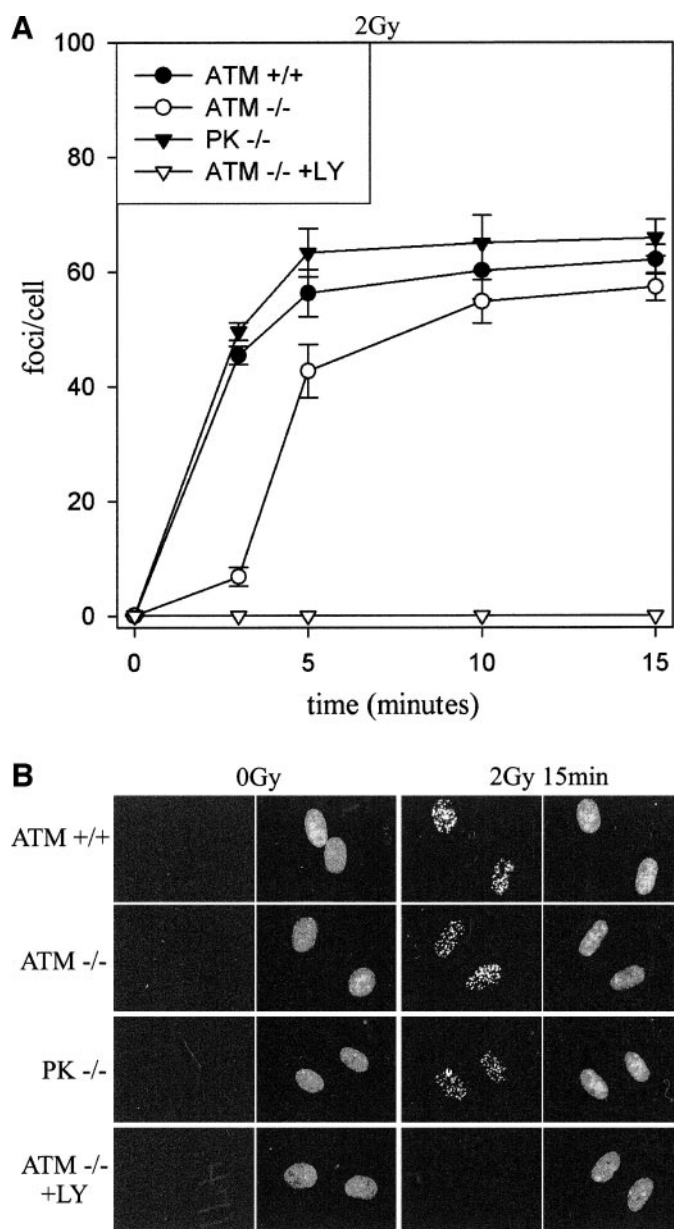 A
2Gy
100
80
60
40
20
0
foci/cell
ATM +/+
ATM -/-
PK -/-
ATM -/- +LY
0 5 10 15
time (minutes)
B
0Gy 2Gy 15min
ATM +/+
ATM -/-
PK -/-
ATM -/-
+LY